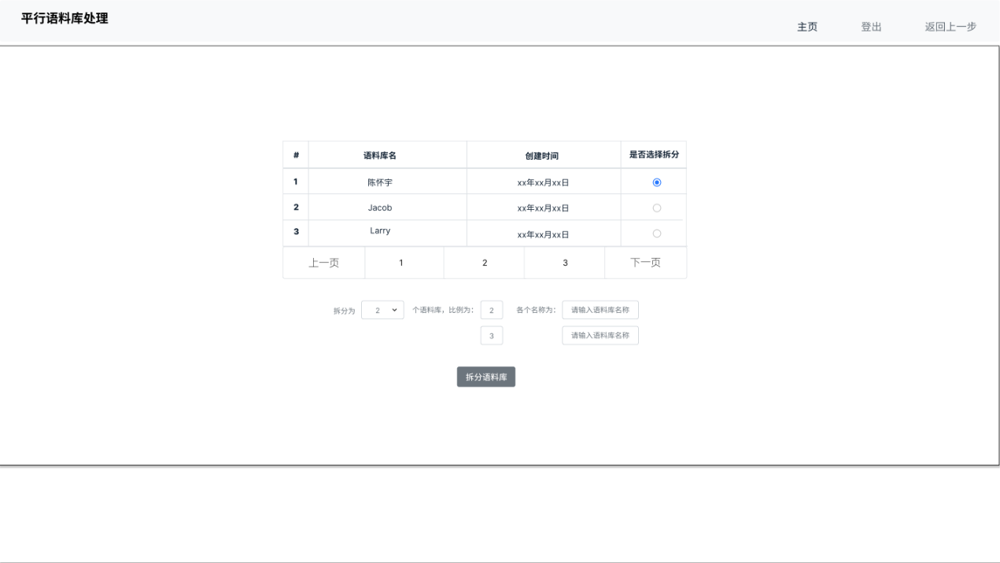 平行语料库处理
主页 登出 返回上一步
# 语料库名 创建时间 是否选择拆分
1 陈怀宇 xx年xx月xx日
2 Jacob xx年xx月xx日
3 Larry xx年xx月xx日
上一页 1 2 3 下一页
拆分为 2 个语料库，比例为： 2 各个名称为： 请输入语料库名称
3 请输入语料库名称
拆分语料库